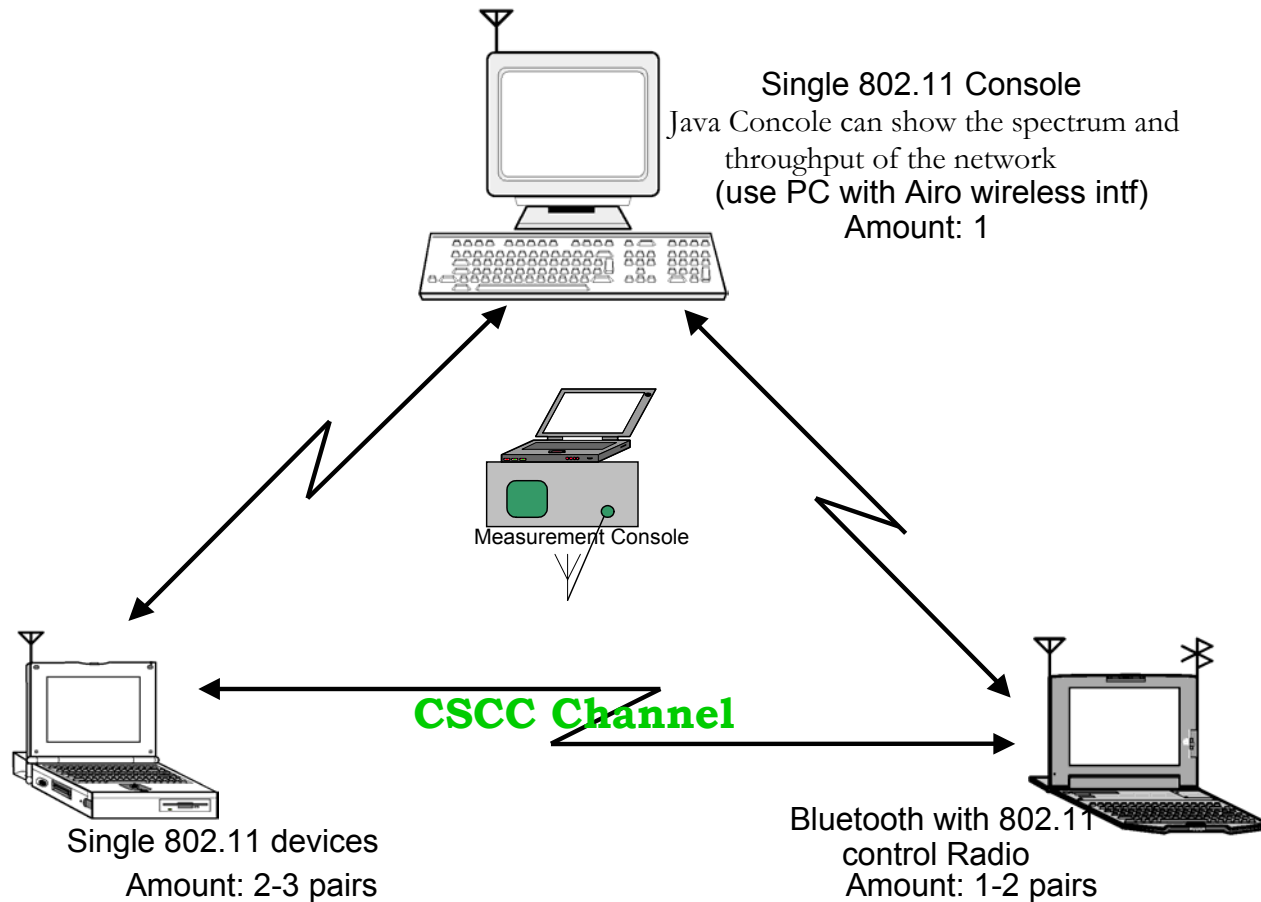 Single 802.11 Console
Java Concole can show the spectrum and
throughput of the network
(use PC with Airo wireless intf)
Amount: 1
Measurement Console
CSCC Channel
Single 802.11 devices
Amount: 2-3 pairs
Bluetooth with 802.11
control Radio
Amount: 1-2 pairs